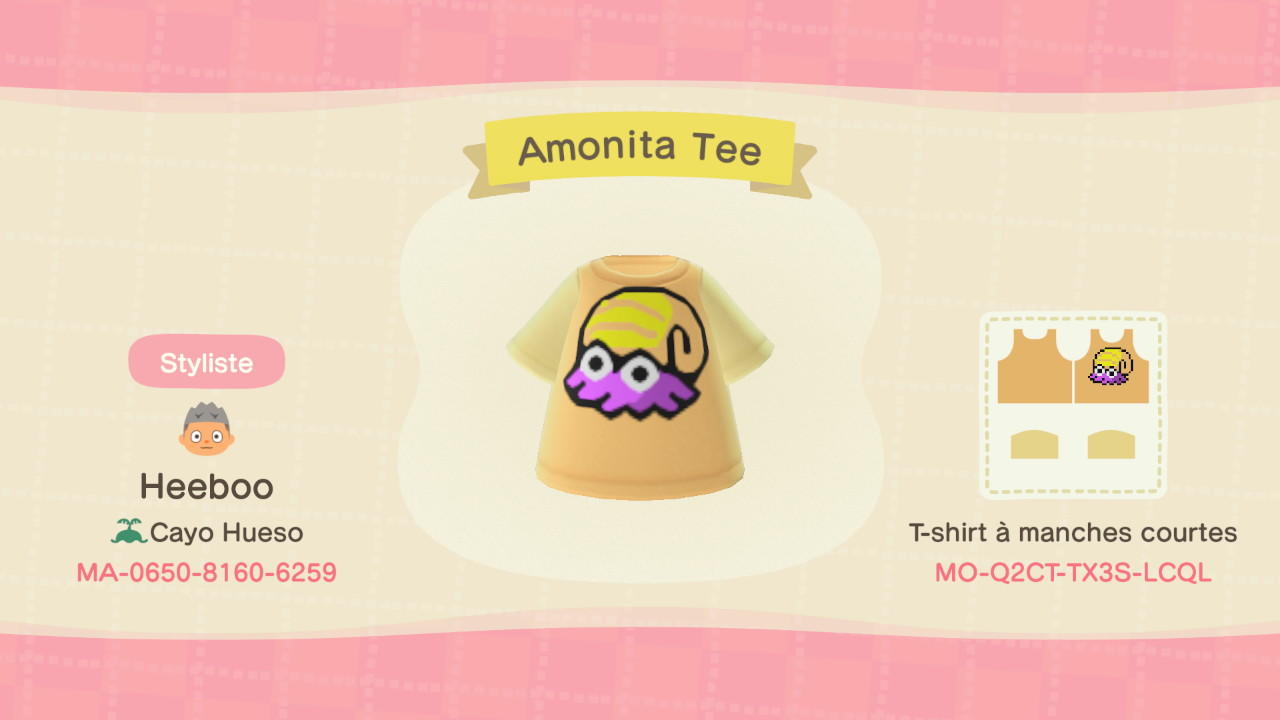 Amonita Tee
Styliste
Heeboo
Cayo Hueso
MA-0650-8160-6259
T-shirt à manches courtes
MO-Q2CT-TX3S-LCQL